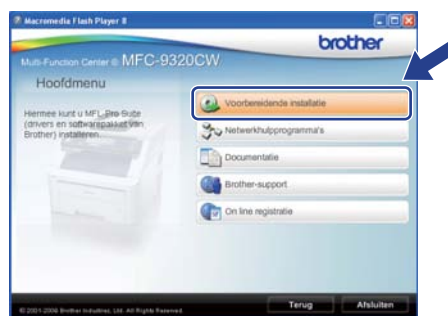 Macromedia Flash Player 8
brother
Multi-Function Center ® MFC-9320CW
Hoofdmenu
Hiermee kunt u MFL-Pro Suite
(drivers en softwarepakket van
Brother) installeren.
Voorbereidende installatie
Netwerkhulpprogramma's
Documentatie
Brother-support
On line registratie
© 2001-2008 Brother Industries, Ltd. All Rights Reserved.
Terug
Afsluiten